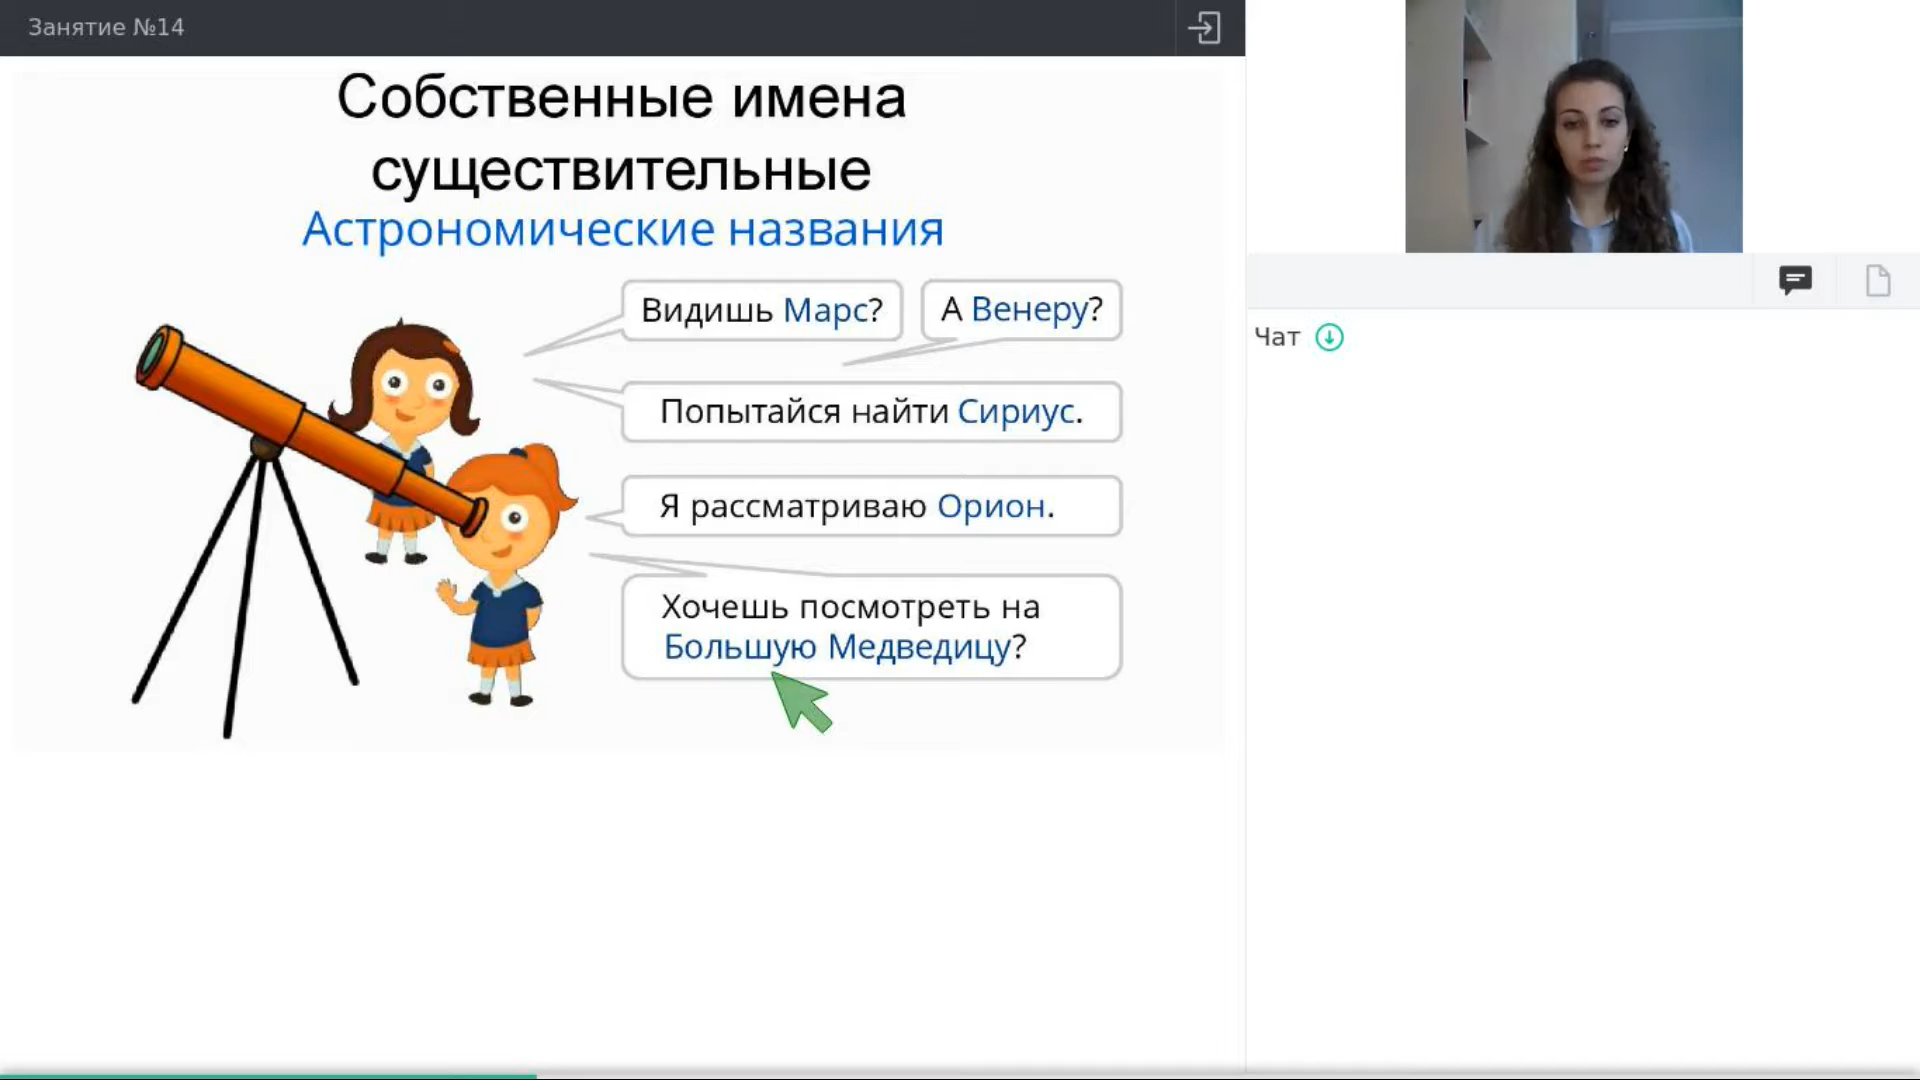 Занятие №14
Собственные имена
существительные
Астрономические названия
Видишь Марс?
А Венеру?
Попытайся найти Сириус.
Я рассматриваю Орион.
Хочешь посмотреть на
Большую Медведицу?
Чат